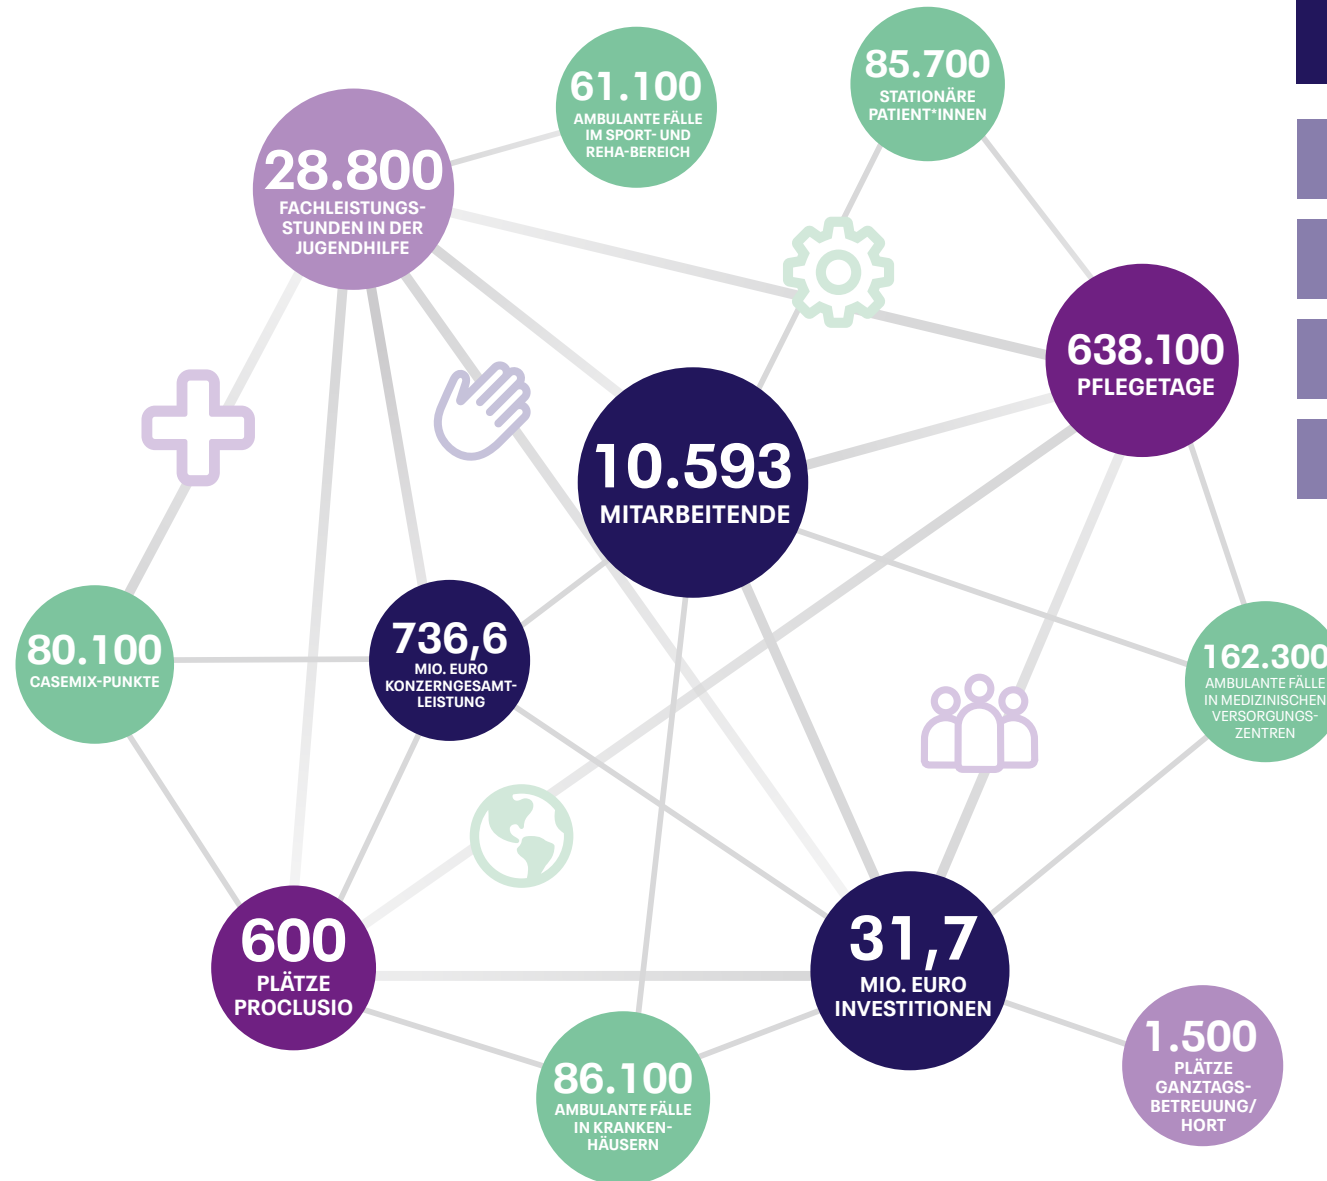 61.100
AMBULANTE FÄLLE
IM SPORT- UND
REHA-BEREICH
85.700
STATIONÄRE
PATIENT*INNEN
28.800
FACHLEISTUNGS-
STUNDEN IN DER
JUGENDHILFE
638.100
PFLEGETAGE
10.593
MITARBEITENDE
80.100
CASEMIX-PUNKTE
736,6
MIO. EURO
KONZERNGESAMT-
LEISTUNG
162.300
AMBULANTE FÄLLE
IN MEDIZINISCHEN
VERSORGUNGS-
ZENTREN
600
PLÄTZE
PROCLUSIO
31,7
MIO. EURO
INVESTITIONEN
86.100
AMBULANTE FÄLLE
IN KRANKEN-
HÄUSERN
1.500
PLÄTZE
GANZTAGS-
BETREUUNG/
HORT